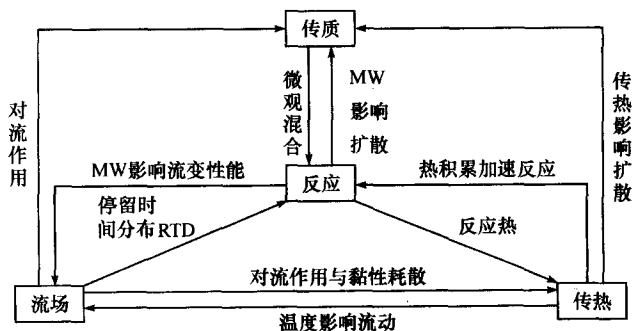 传质
对流作用
微观混合
MW
影响
扩散
传热影响扩散
MW影响流变性能
反应
热积累加速反应
停留时
间分布RTD
反应热
对流作用与黏性耗散
流场
传热
温度影响流动